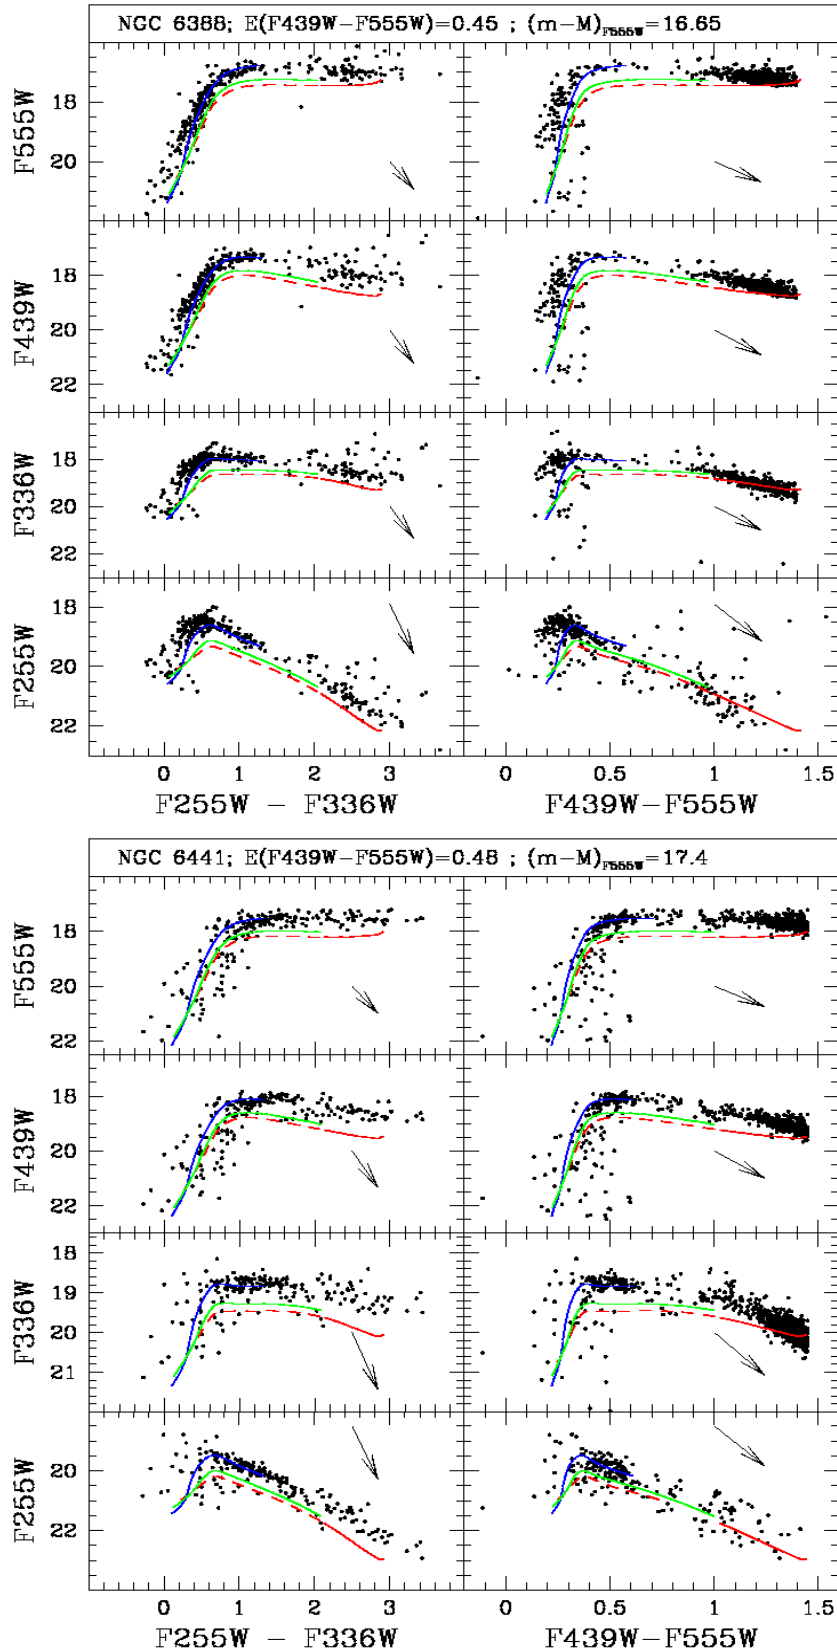 NGC 6388; E(F439W−F555W)=0.45 ; (m−M)F555W=16.65
F555W
18
20
F439W
18
20
22
F336W
18
20
22
F255W
18
20
22
0 1 2 3 0 0.5 1 1.5
F255W − F336W F439W−F555W
NGC 6441; E(F439W−F555W)=0.48 ; (m−M)F555W=17.4
F555W
18
20
22
F439W
18
20
22
F336W
18
19
20
21
F255W
20
22
0 1 2 3 0 0.5 1 1.5
F255W − F336W F439W−F555W